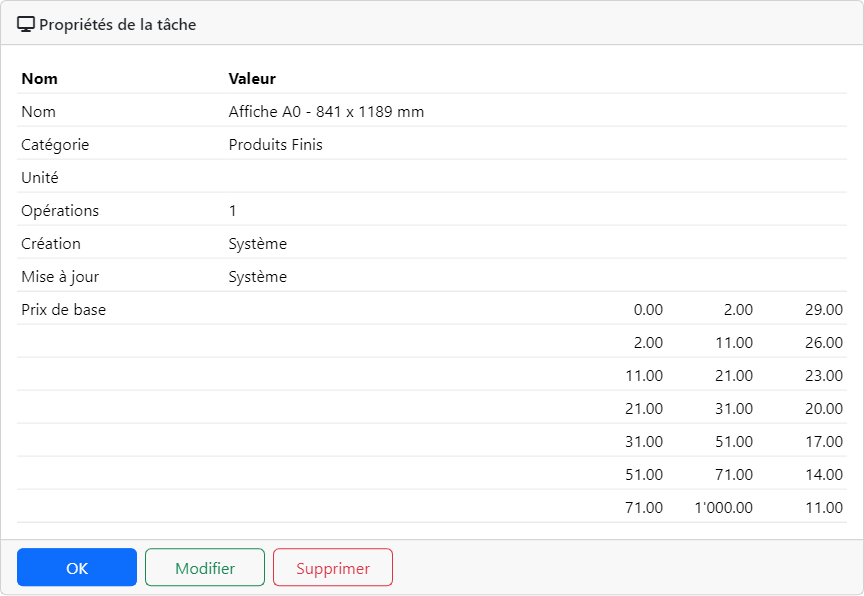 Propriétés de la tâche
Nom Valeur
Nom Affiche A0 - 841 x 1189 mm
Catégorie Produits Finis
Unité
Opérations 1
Création Système
Mise à jour Système
Prix de base 0.00 2.00 29.00
2.00 11.00 26.00
11.00 21.00 23.00
21.00 31.00 20.00
31.00 51.00 17.00
51.00 71.00 14.00
71.00 1'000.00 11.00
OK Modifier Supprimer